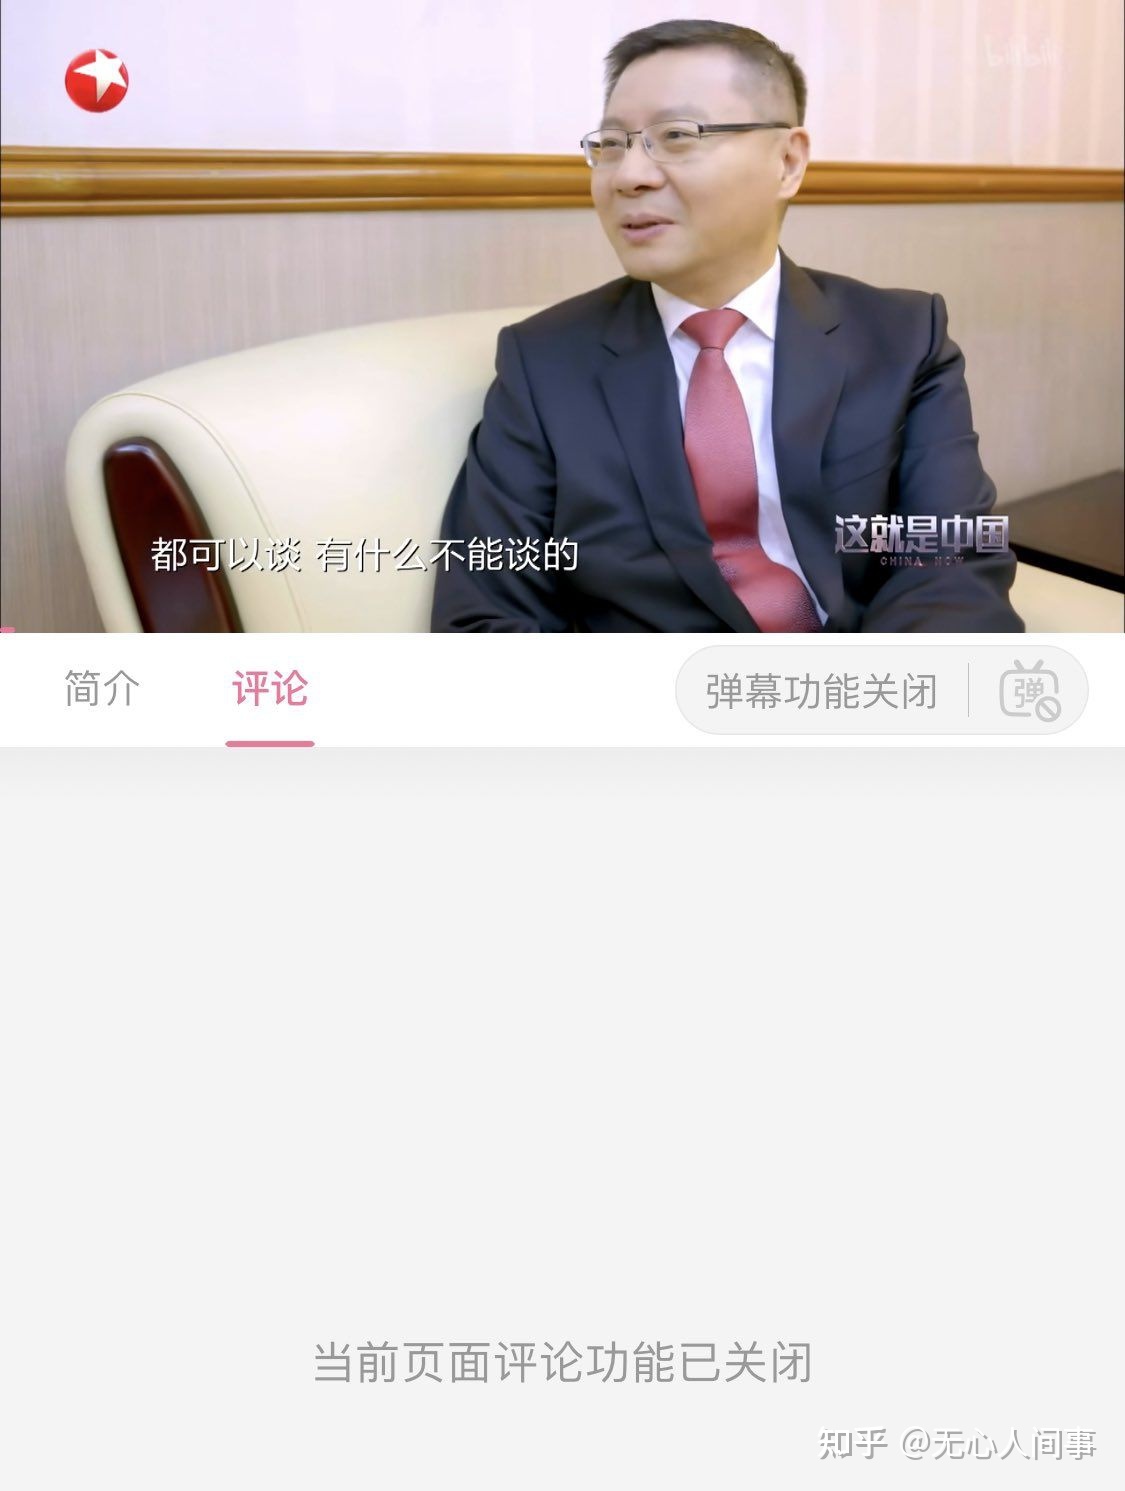 bilibili
都可以谈 有什么不能谈的
这就是中国
CHINA NOW
简介 评论 弹幕功能关闭 弹
当前页面评论功能已关闭
知乎 @无心人间事